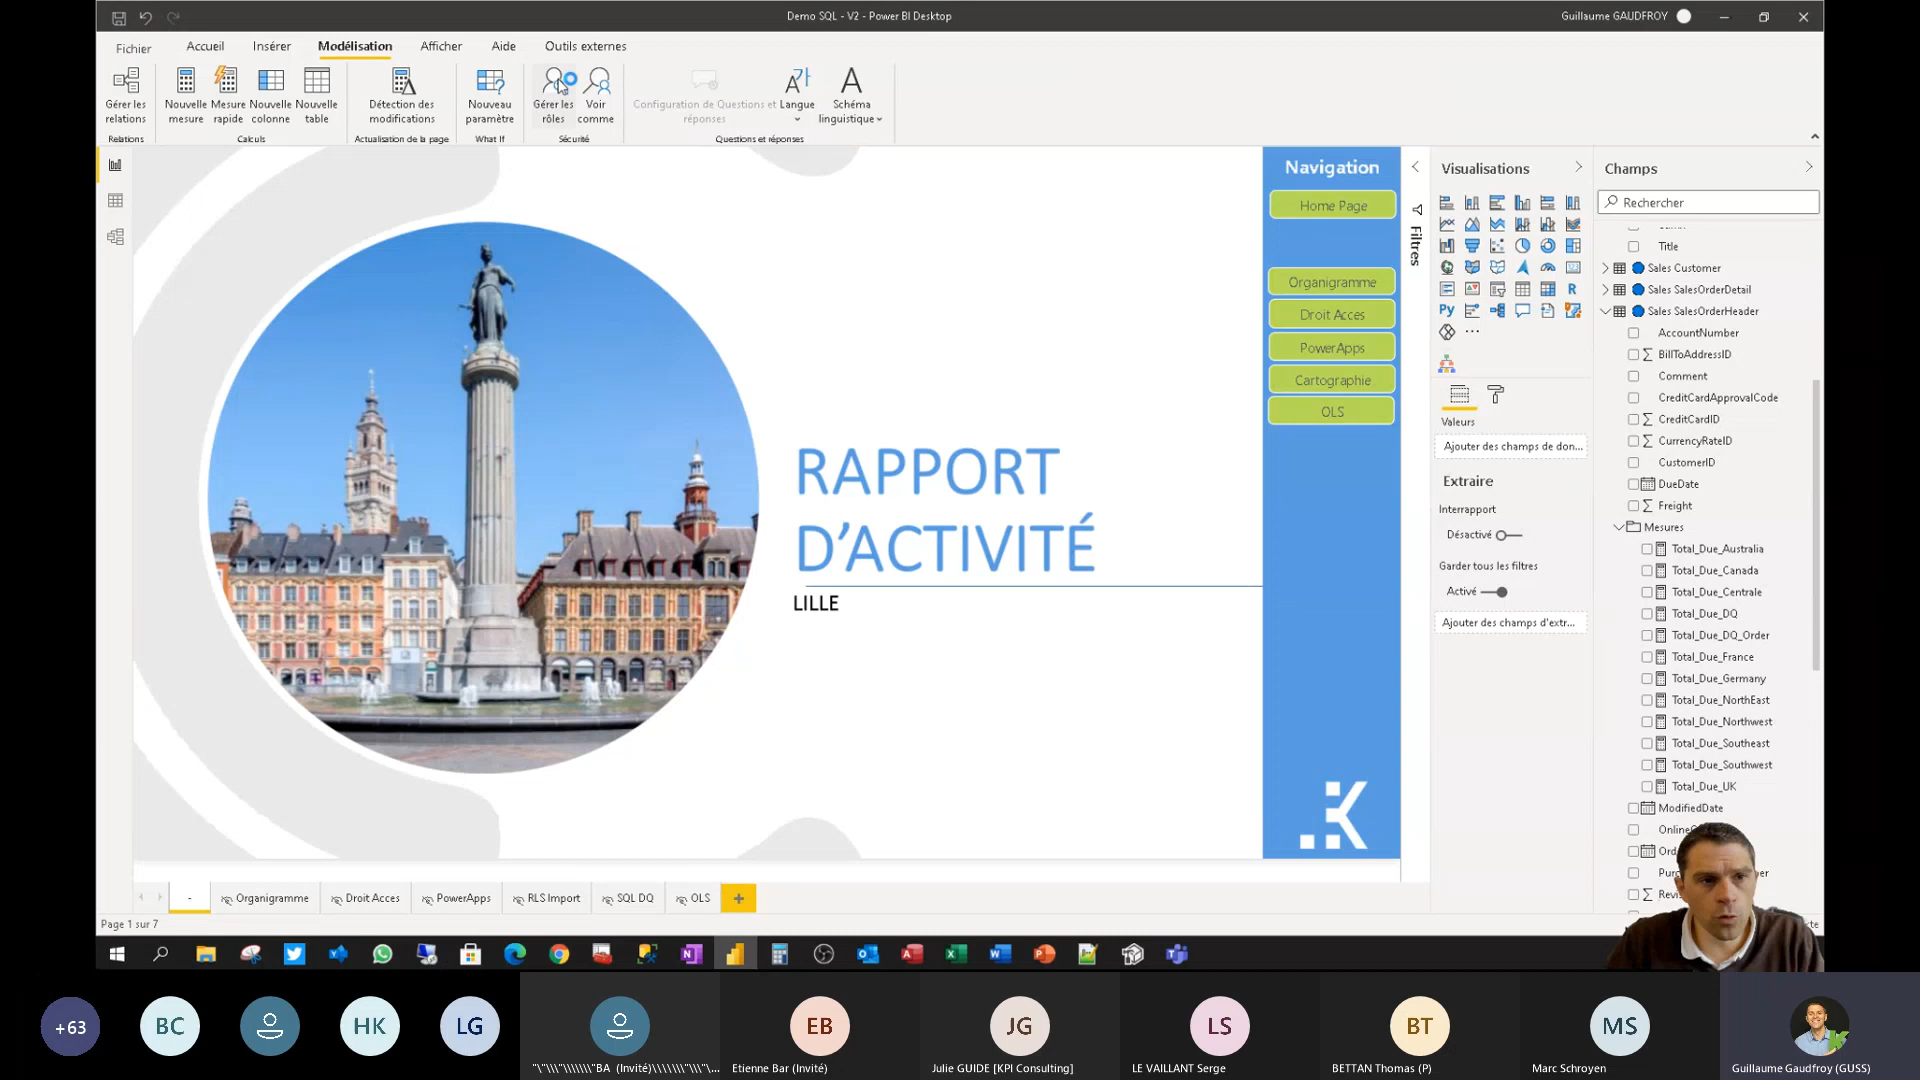 Demo SQL - V2 - Power BI Desktop
Guillaume GAUDFROY
Fichier
Accueil
Insérer
Modélisation
Afficher
Aide
Outils externes
Gérer les relations
Nouvelle mesure
Mesure rapide
Nouvelle colonne
Nouvelle table
Détection des modifications
Nouveau paramètre
Gérer les rôles
Voir comme
Configuration de Questions et réponses
Langue
Schéma linguistique
Relations
Calculs
Actualisation de la page
What If
Sécurité
Questions et réponses
Navigation
Home Page
Organigramme
Droit Acces
PowerApps
Cartographie
OLS
RAPPORT
D’ACTIVITÉ
LILLE
Filtres
Visualisations
R
Py
Valeurs
Ajouter des champs de don...
Extraire
Interrapport
Désactivé
Garder tous les filtres
Activé
Ajouter des champs d'extr...
Champs
Rechercher
Title
Sales Customer
Sales SalesOrderDetail
Sales SalesOrderHeader
AccountNumber
BillToAddressID
Comment
CreditCardApprovalCode
CreditCardID
CurrencyRateID
CustomerID
DueDate
Freight
Mesures
Total_Due_Australia
Total_Due_Canada
Total_Due_Centrale
Total_Due_DQ
Total_Due_DQ_Order
Total_Due_France
Total_Due_Germany
Total_Due_NorthEast
Total_Due_Northwest
Total_Due_Southeast
Total_Due_Southwest
Total_Due_UK
ModifiedDate
-
Organigramme
Droit Acces
PowerApps
RLS Import
SQL DQ
OLS
+
Page 1 sur 7
+63
BC
HK
LG
EB
JG
LS
BT
MS
Etienne Bar (Invité)
Julie GUIDE [KPI Consulting]
LE VAILLANT Serge
BETTAN Thomas (P)
Marc Schroyen
Guillaume Gaudfroy (GUSS)